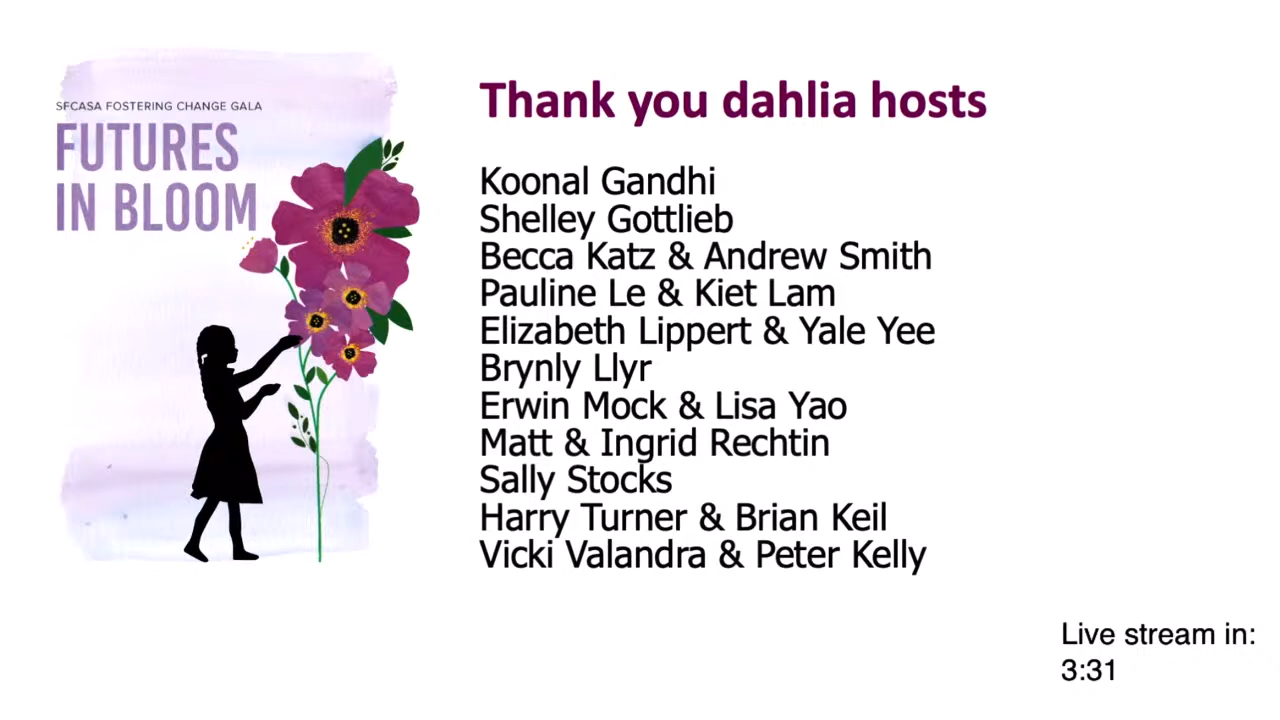 SFCASA FOSTERING CHANGE GALA
FUTURES
IN BLOOM
Thank you dahlia hosts
Koonal Gandhi
Shelley Gottlieb
Becca Katz & Andrew Smith
Pauline Le & Kiet Lam
Elizabeth Lippert & Yale Yee
Brynly Llyr
Erwin Mock & Lisa Yao
Matt & Ingrid Rechtin
Sally Stocks
Harry Turner & Brian Keil
Vicki Valandra & Peter Kelly
Live stream in:
3:31